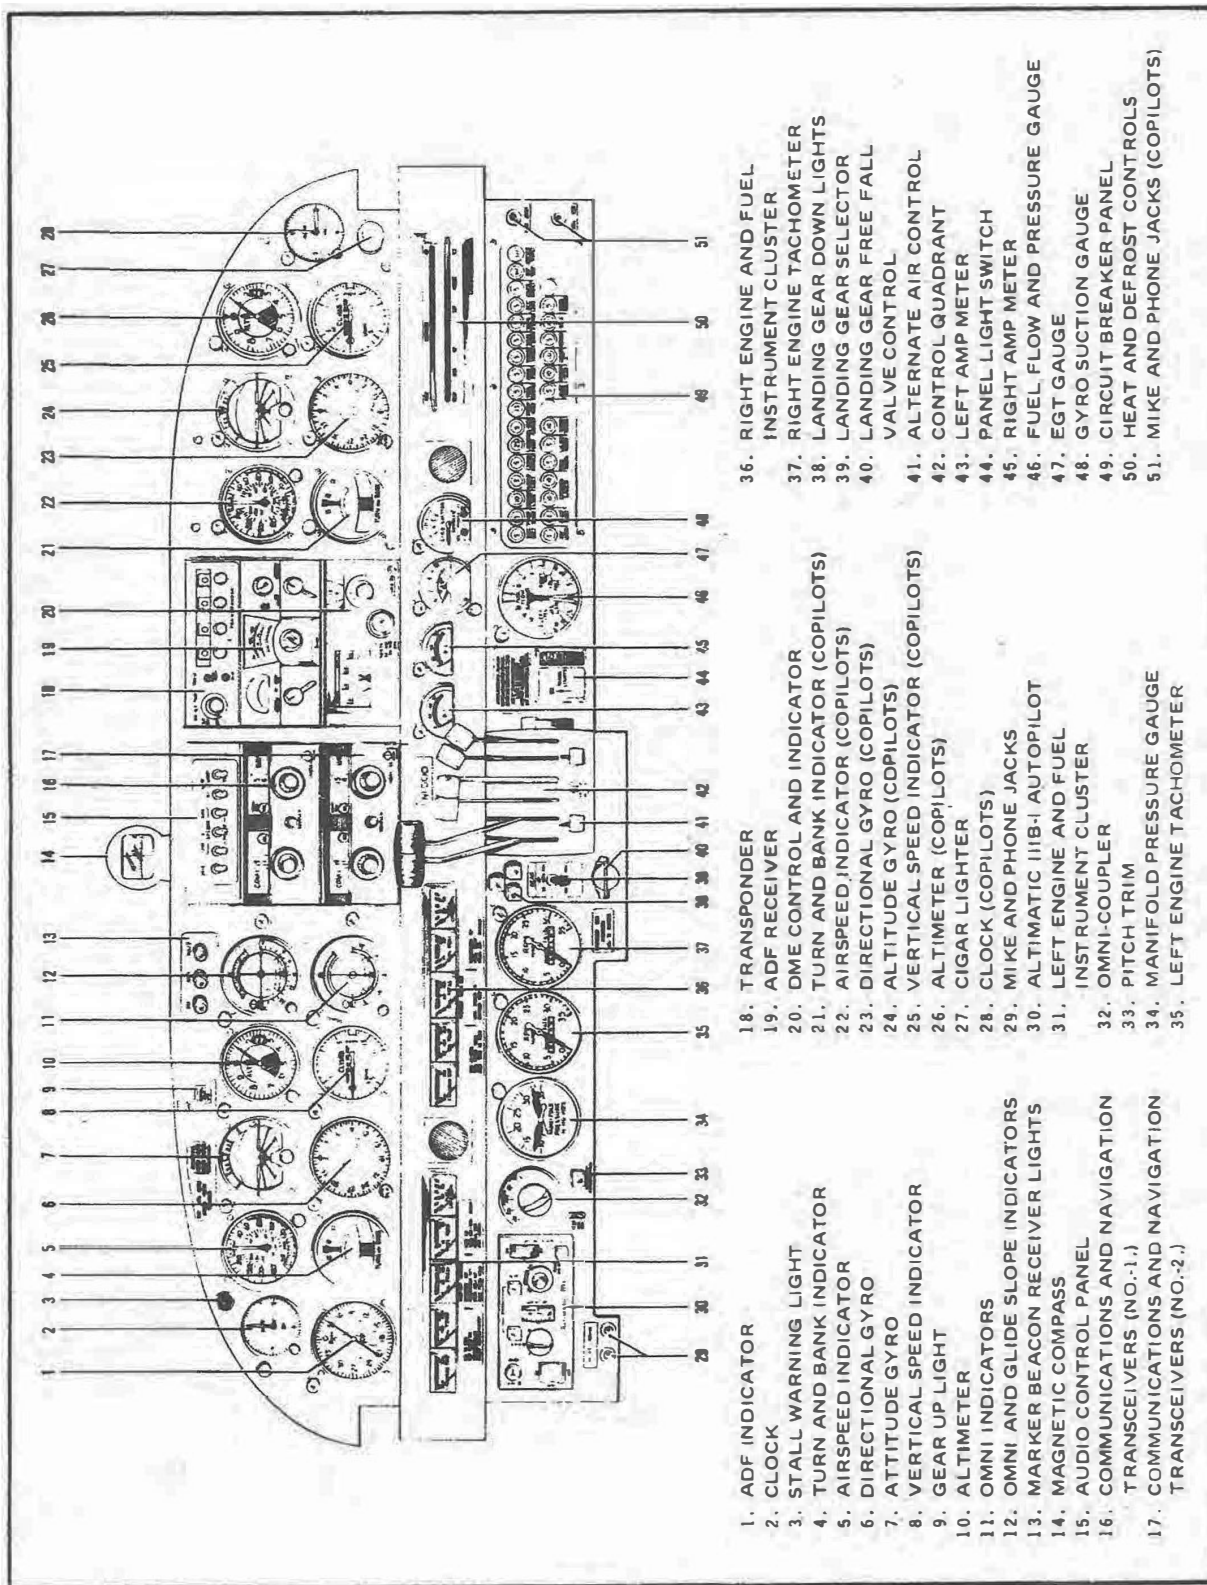 1 2 3 4 5 6 7 8 9 10 11 12 13 14 15 16 17 18 19 20 21 22 23 24 25 26 27 28
29 30 31 32 33 34 35 36 37 38 38 40 41 42 43 44 45 46 47 48 49 50 51
1. ADF INDICATOR
2. CLOCK
3. STALL WARNING LIGHT
4. TURN AND BANK INDICATOR
5. AIRSPEED INDICATOR
6. DIRECTIONAL GYRO
7. ATTITUDE GYRO
8. VERTICAL SPEED INDICATOR
9. GEAR UP LIGHT
10. ALTIMETER
11. OMNI INDICATORS
12. OMNI AND GLIDE SLOPE INDICATORS
13. MARKER BEACON RECEIVER LIGHTS
14. MAGNETIC COMPASS
15. AUDIO CONTROL PANEL
16. COMMUNICATIONS AND NAVIGATION
TRANSCEIVERS (NO.-1.)
17. COMMUNICATIONS AND NAVIGATION
TRANSCEIVERS (NO.-2.)
18. TRANSPONDER
19. ADF RECEIVER
20. DME CONTROL AND INDICATOR
21. TURN AND BANK INDICATOR (COPILOTS)
22. AIRSPEED INDICATOR (COPILOTS)
23. DIRECTIONAL GYRO (COPILOTS)
24. ALTITUDE GYRO (COPILOTS)
25. VERTICAL SPEED INDICATOR (COPILOTS)
26. ALTIMETER (COPILOTS)
27. CIGAR LIGHTER
28. CLOCK (COPILOTS)
29. MIKE AND PHONE JACKS
30. ALTIMATIC IIIB-I AUTOPILOT
31. LEFT ENGINE AND FUEL
INSTRUMENT CLUSTER
32. OMNI-COUPLER
33. PITCH TRIM
34. MANIFOLD PRESSURE GAUGE
35. LEFT ENGINE TACHOMETER
36. RIGHT ENGINE AND FUEL
INSTRUMENT CLUSTER
37. RIGHT ENGINE TACHOMETER
38. LANDING GEAR DOWN LIGHTS
39. LANDING GEAR SELECTOR
40. LANDING GEAR FREE FALL
VALVE CONTROL
41. ALTERNATE AIR CONTROL
42. CONTROL QUADRANT
43. LEFT AMP METER
44. PANEL LIGHT SWITCH
45. RIGHT AMP METER
46. FUEL FLOW AND PRESSURE GAUGE
47. EGT GAUGE
48. GYRO SUCTION GAUGE
49. CIRCUIT BREAKER PANEL
50. HEAT AND DEFROST CONTROLS
51. MIKE AND PHONE JACKS (COPILOTS)